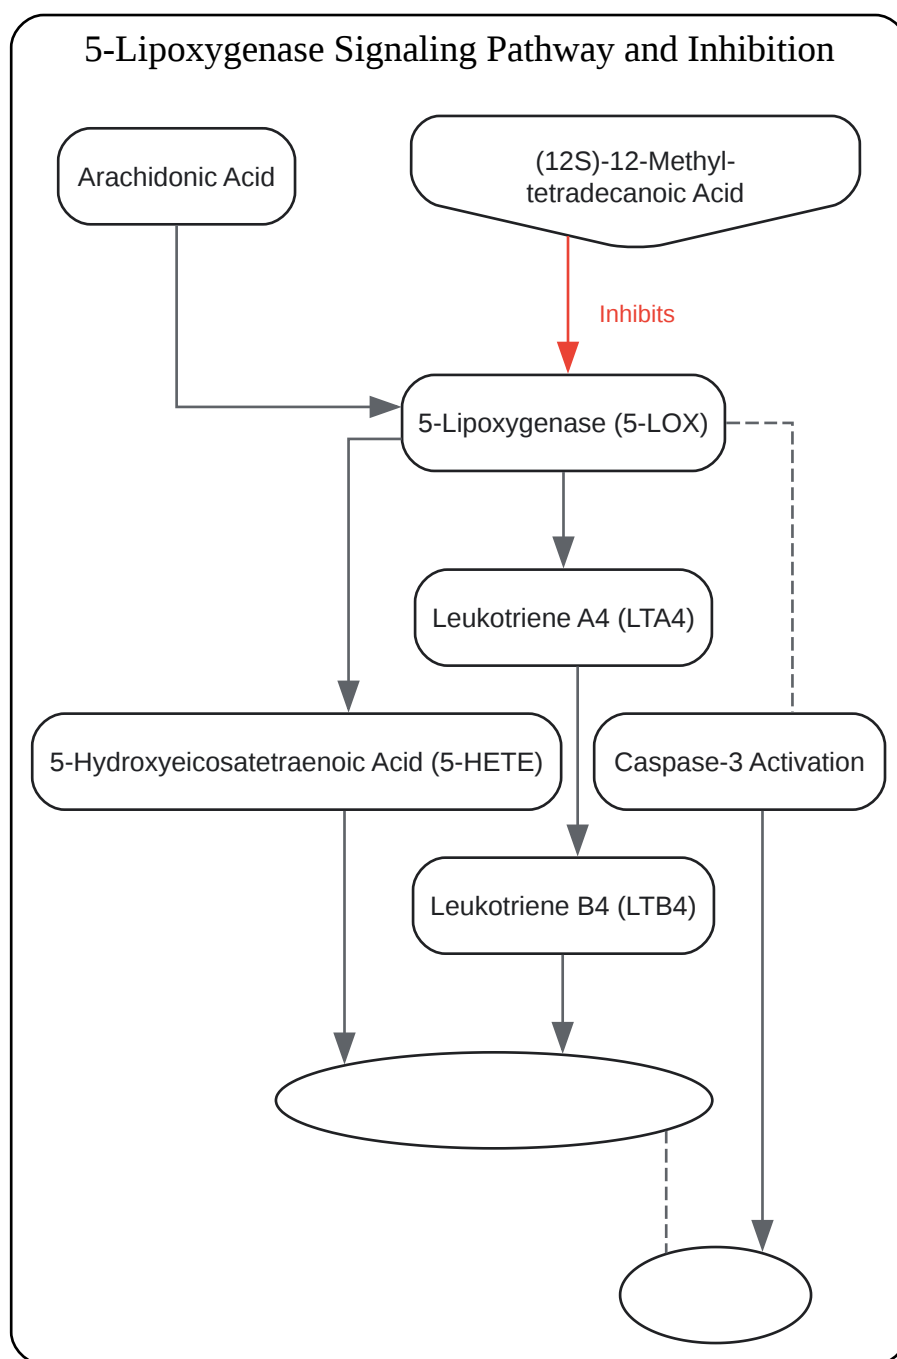 5-Lipoxygenase Signaling Pathway and Inhibition
Arachidonic Acid
(12S)-12-Methyl-
tetradecanoic Acid
Inhibits
5-Lipoxygenase (5-LOX)
Leukotriene A4 (LTA4)
5-Hydroxyeicosatetraenoic Acid (5-HETE)
Caspase-3 Activation
Leukotriene B4 (LTB4)